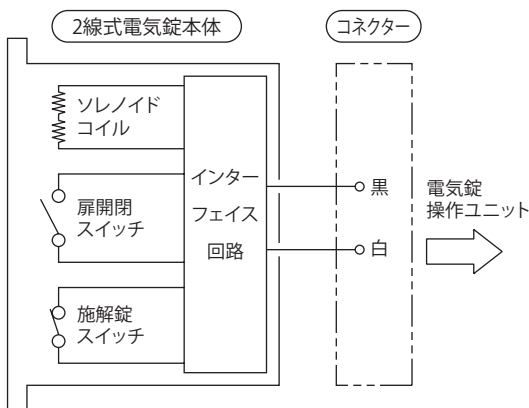 2線式電気錠本体
コネクター
ソレノイド
コイル
扉開閉
スイッチ
施解錠
スイッチ
インター
フェイス
回路
黒
白
電気錠
操作ユニット